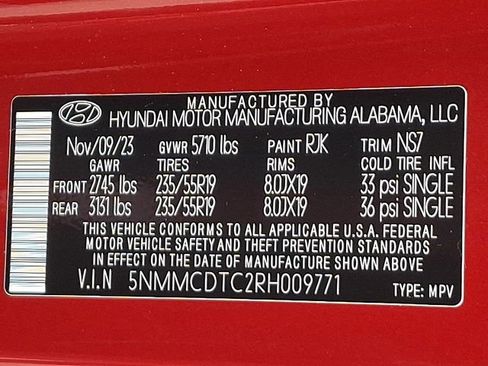 MANUFACTURED BY
HYUNDAI MOTOR MANUFACTURING ALABAMA, LLC
Nov/09/23 GVWR 5710 lbs PAINT RJK TRIM NS7
GAWR TIRES RIMS COLD TIRE INFL
FRONT 2745 lbs 235/55R19 8.0JX19 33 psi SINGLE
REAR 3131 lbs 235/55R19 8.0JX19 36 psi SINGLE
THIS VEHICLE CONFORMS TO ALL APPLICABLE U.S.A. FEDERAL
MOTOR VEHICLE SAFETY AND THEFT PREVENTION STANDARDS
IN EFFECT ON THE DATE OF MANUFACTURE SHOWN ABOVE
V.I.N 5NMMCDTC2RH009771 TYPE: MPV